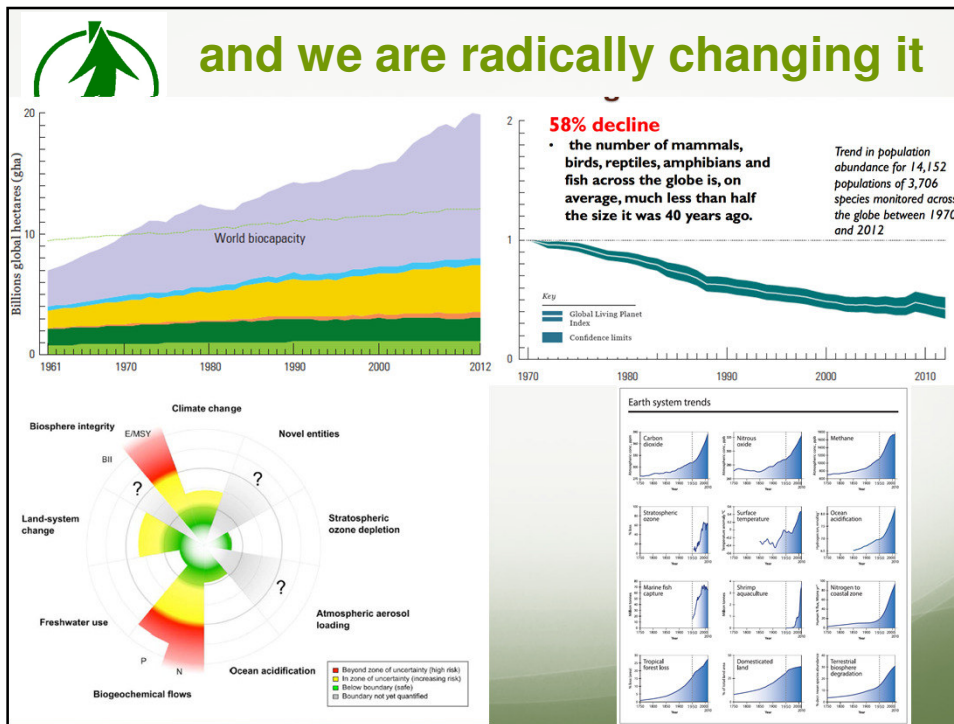 and we are radically changing it
20
10
0
Billions global hectares (gha)
World biocapacity
1961
1970
1980
1990
2000
2012
2
1
0
58% decline
• the number of mammals,
birds, reptiles, amphibians and
fish across the globe is, on
average, much less than half
the size it was 40 years ago.
Trend in population
abundance for 14,152
populations of 3,706
species monitored across
the globe between 1970
and 2012
Key
Global Living Planet
Index
Confidence limits
1970
1980
1990
2000
2010
Climate change
Biosphere integrity
E/MSY
BII
Novel entities
?
?
Land-system
change
Stratospheric
ozone depletion
?
Freshwater use
Atmospheric aerosol
loading
P
N
Ocean acidification
Biogeochemical flows
Beyond zone of uncertainty (high risk)
In zone of uncertainty (increasing risk)
Below boundary (safe)
Boundary not yet quantified
Earth system trends
Carbon
dioxide
Nitrous
oxide
Methane
Stratospheric
ozone
Surface
temperature
Ocean
acidification
Marine fish
capture
Shrimp
aquaculture
Nitrogen to
coastal zone
Tropical
forest loss
Domesticated
land
Terrestrial
biosphere
degradation